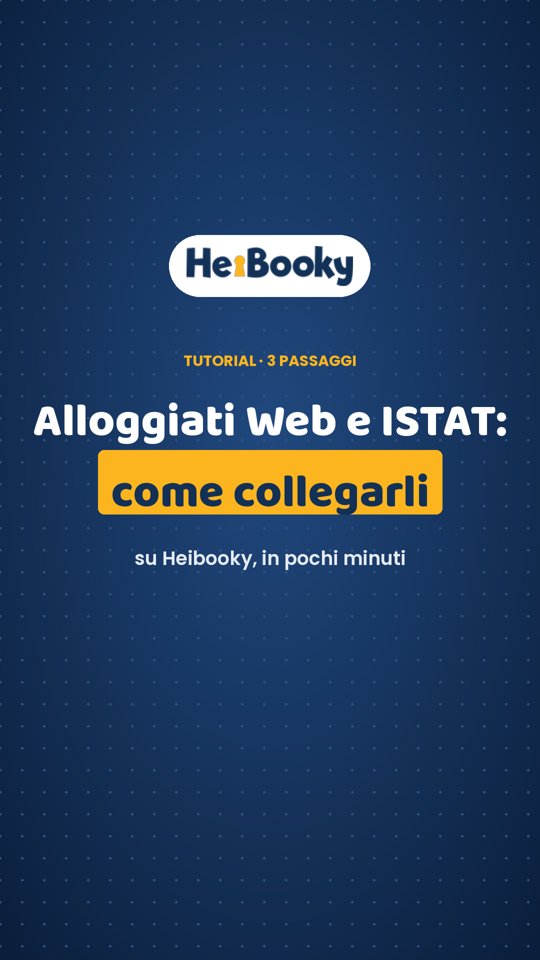 HeiBooky
TUTORIAL · 3 PASSAGGI
Alloggiati Web e ISTAT:
come collegarli
su Heibooky, in pochi minuti